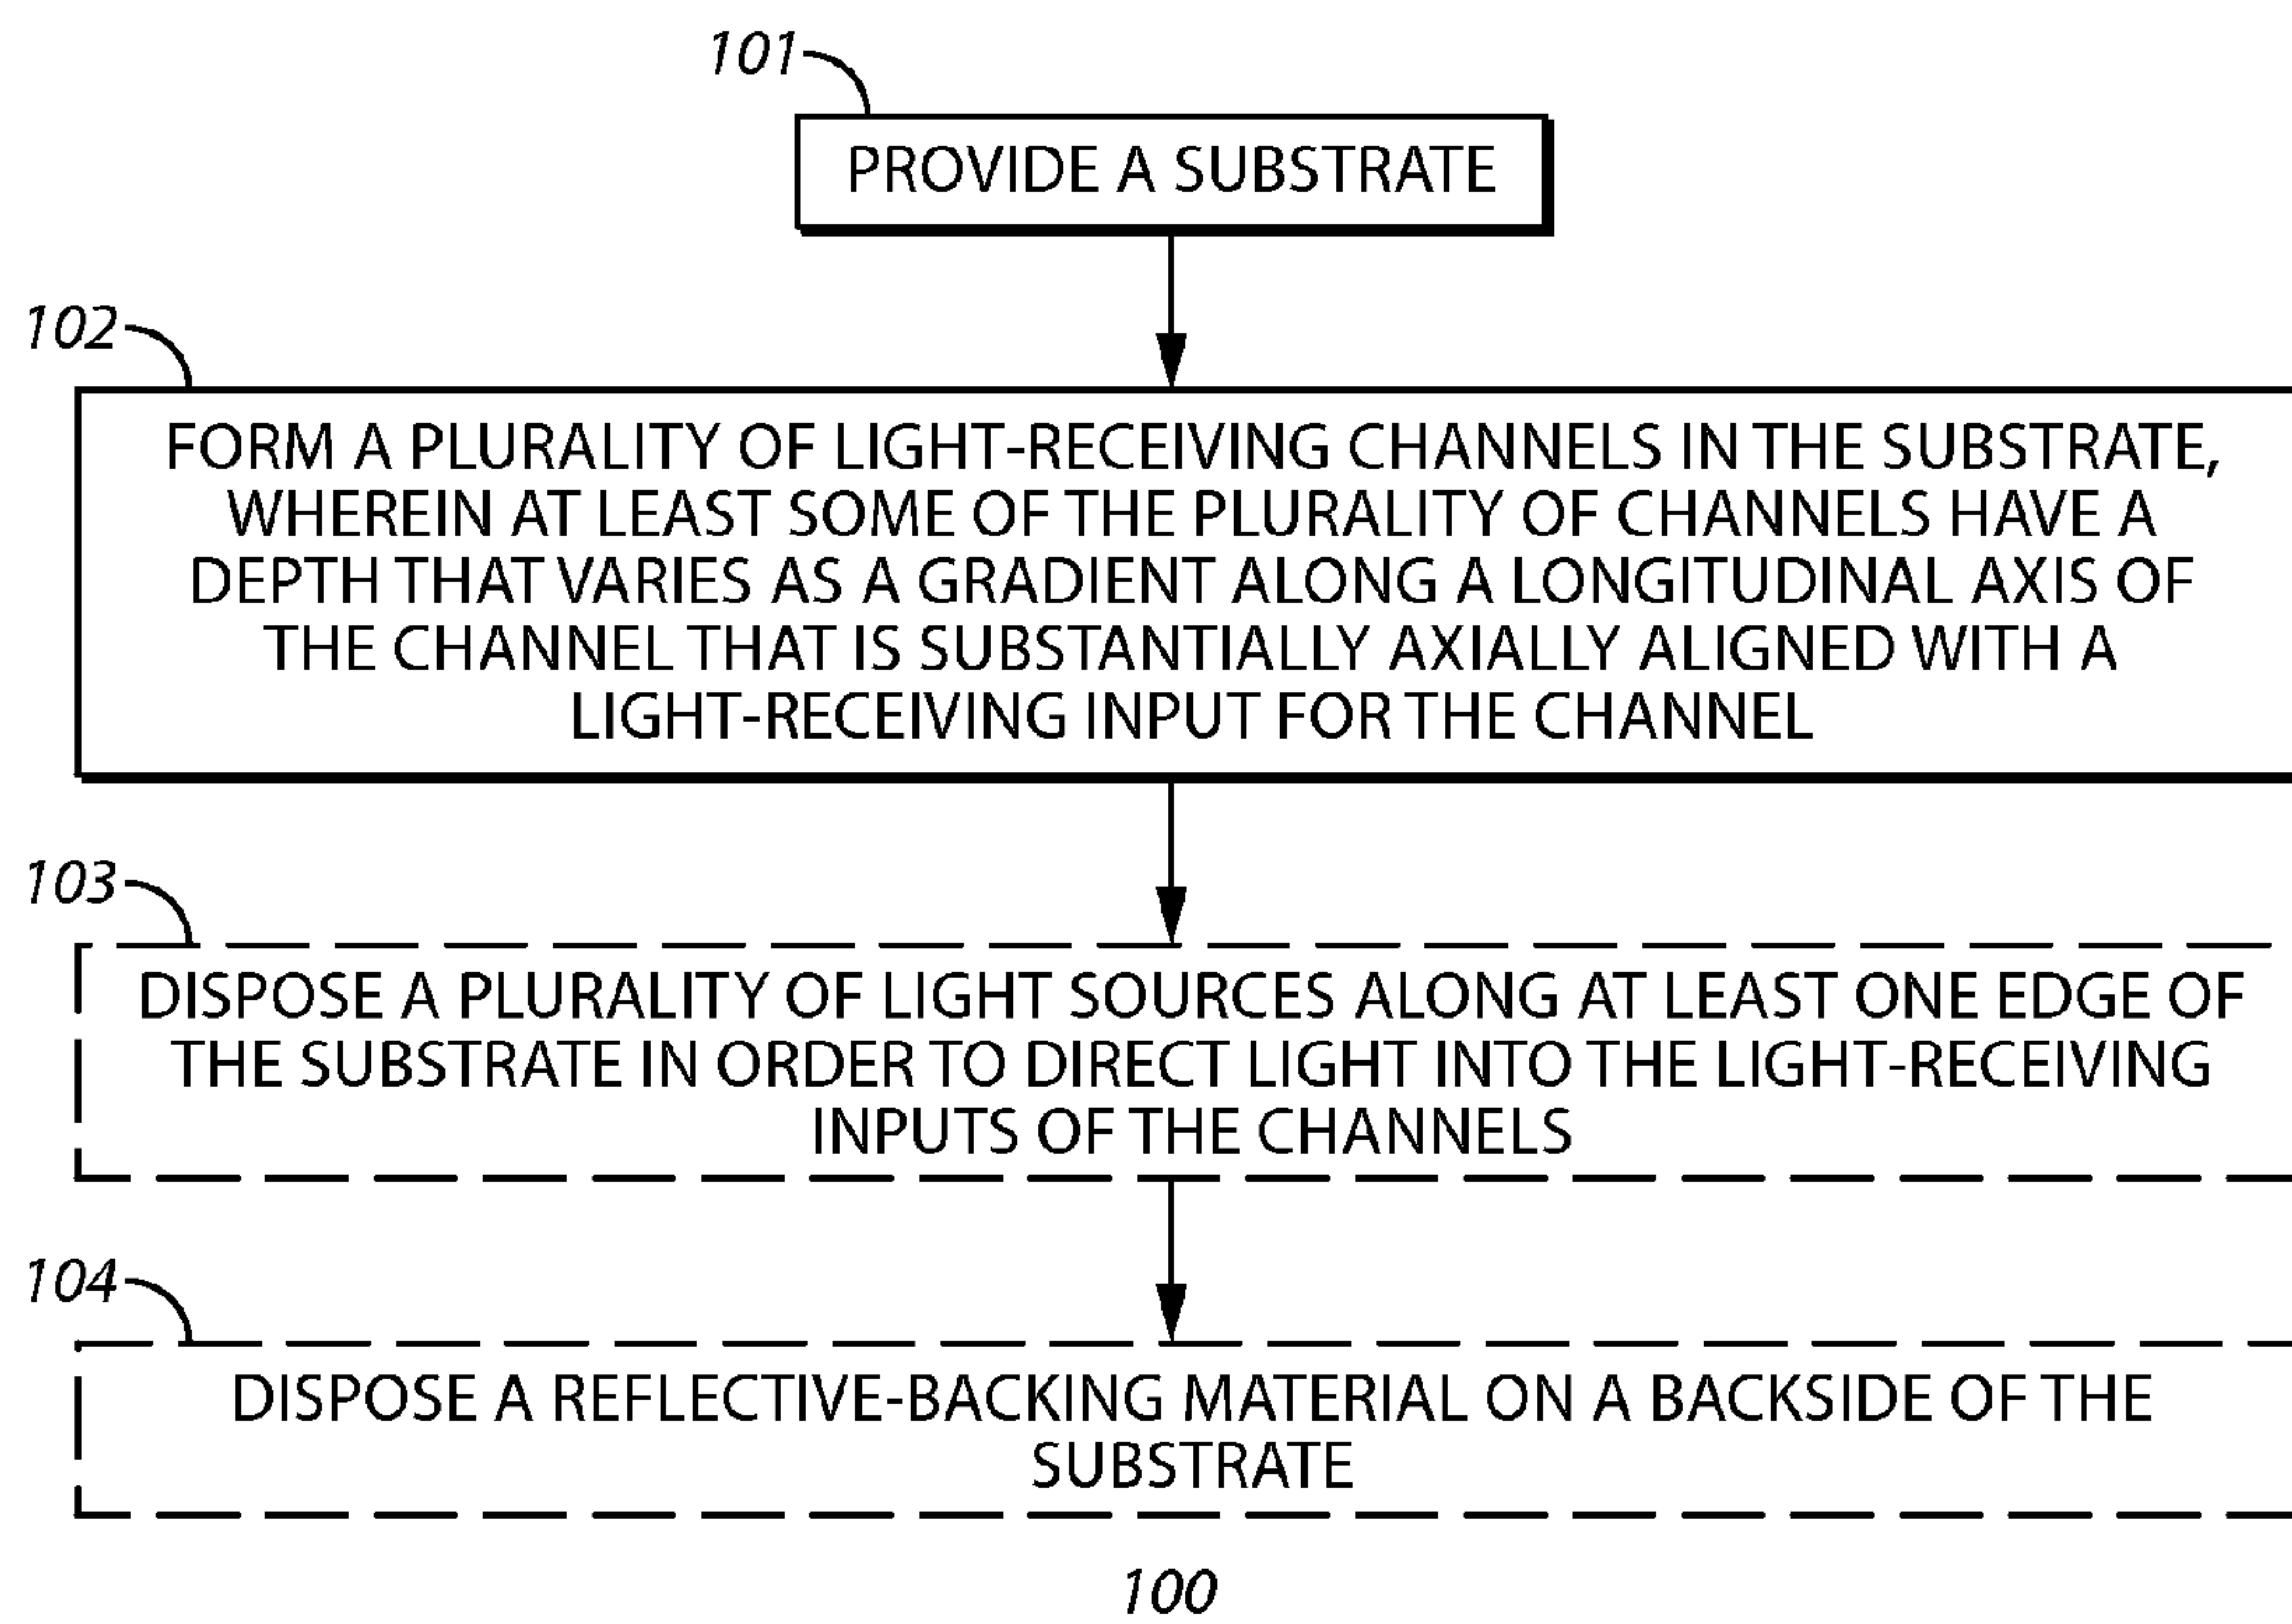 101
PROVIDE A SUBSTRATE
102
FORM A PLURALITY OF LIGHT-RECEIVING CHANNELS IN THE SUBSTRATE,
WHEREIN AT LEAST SOME OF THE PLURALITY OF CHANNELS HAVE A
DEPTH THAT VARIES AS A GRADIENT ALONG A LONGITUDINAL AXIS OF
THE CHANNEL THAT IS SUBSTANTIALLY AXIALLY ALIGNED WITH A
LIGHT-RECEIVING INPUT FOR THE CHANNEL
103
DISPOSE A PLURALITY OF LIGHT SOURCES ALONG AT LEAST ONE EDGE OF
THE SUBSTRATE IN ORDER TO DIRECT LIGHT INTO THE LIGHT-RECEIVING
INPUTS OF THE CHANNELS
104
DISPOSE A REFLECTIVE-BACKING MATERIAL ON A BACKSIDE OF THE
SUBSTRATE
100